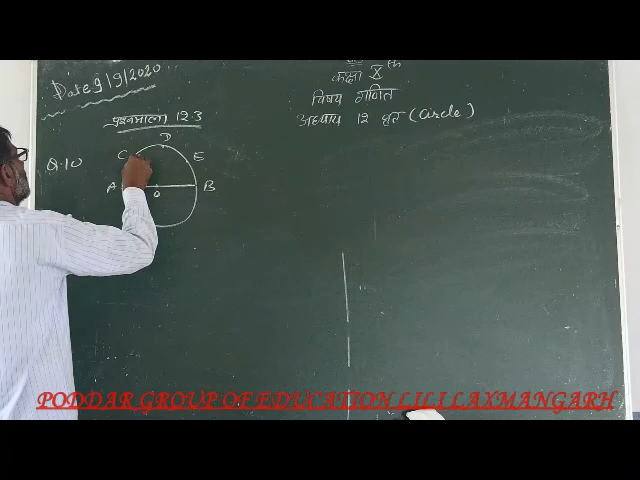 Date 9/9/2020
कक्षा X th
विषय गणित
अध्याय 12 वृत (Circle)
प्रश्नमाला 12.3
Q.10
D
C E
A O B
PODDAR GROUP OF EDUCATION LILI LAXMANGARH